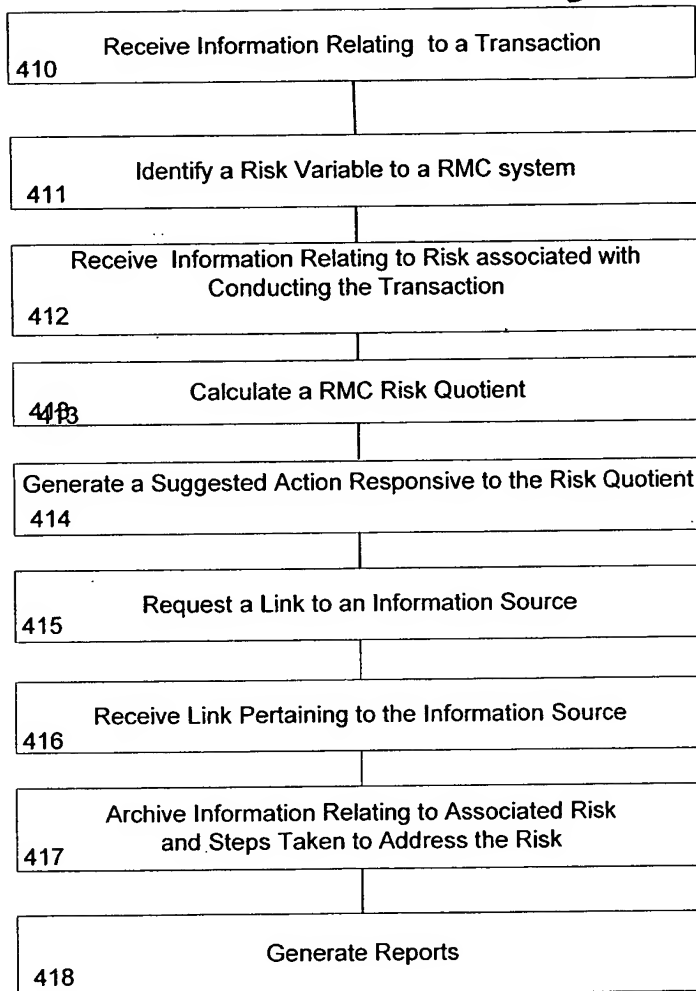 Receive Information Relating to a Transaction
410
Identify a Risk Variable to a RMC system
411
Receive Information Relating to Risk associated with
Conducting the Transaction
412
Calculate a RMC Risk Quotient
413
Generate a Suggested Action Responsive to the Risk Quotient
414
Request a Link to an Information Source
415
Receive Link Pertaining to the Information Source
416
Archive Information Relating to Associated Risk
and Steps Taken to Address the Risk
417
Generate Reports
418